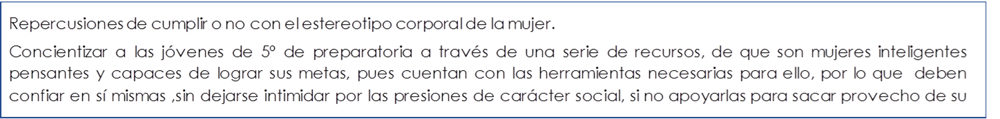 Repercusiones de cumplir o no con el estereotipo corporal de la mujer.
Concientizar a las jóvenes de 5º de preparatoria a través de una serie de recursos, de que son mujeres inteligentes
pensantes y capaces de lograr sus metas, pues cuentan con las herramientas necesarias para ello, por lo que  deben
confiar en sí mismas ,sin dejarse intimidar por las presiones de carácter social, si no apoyarlas para sacar provecho de su